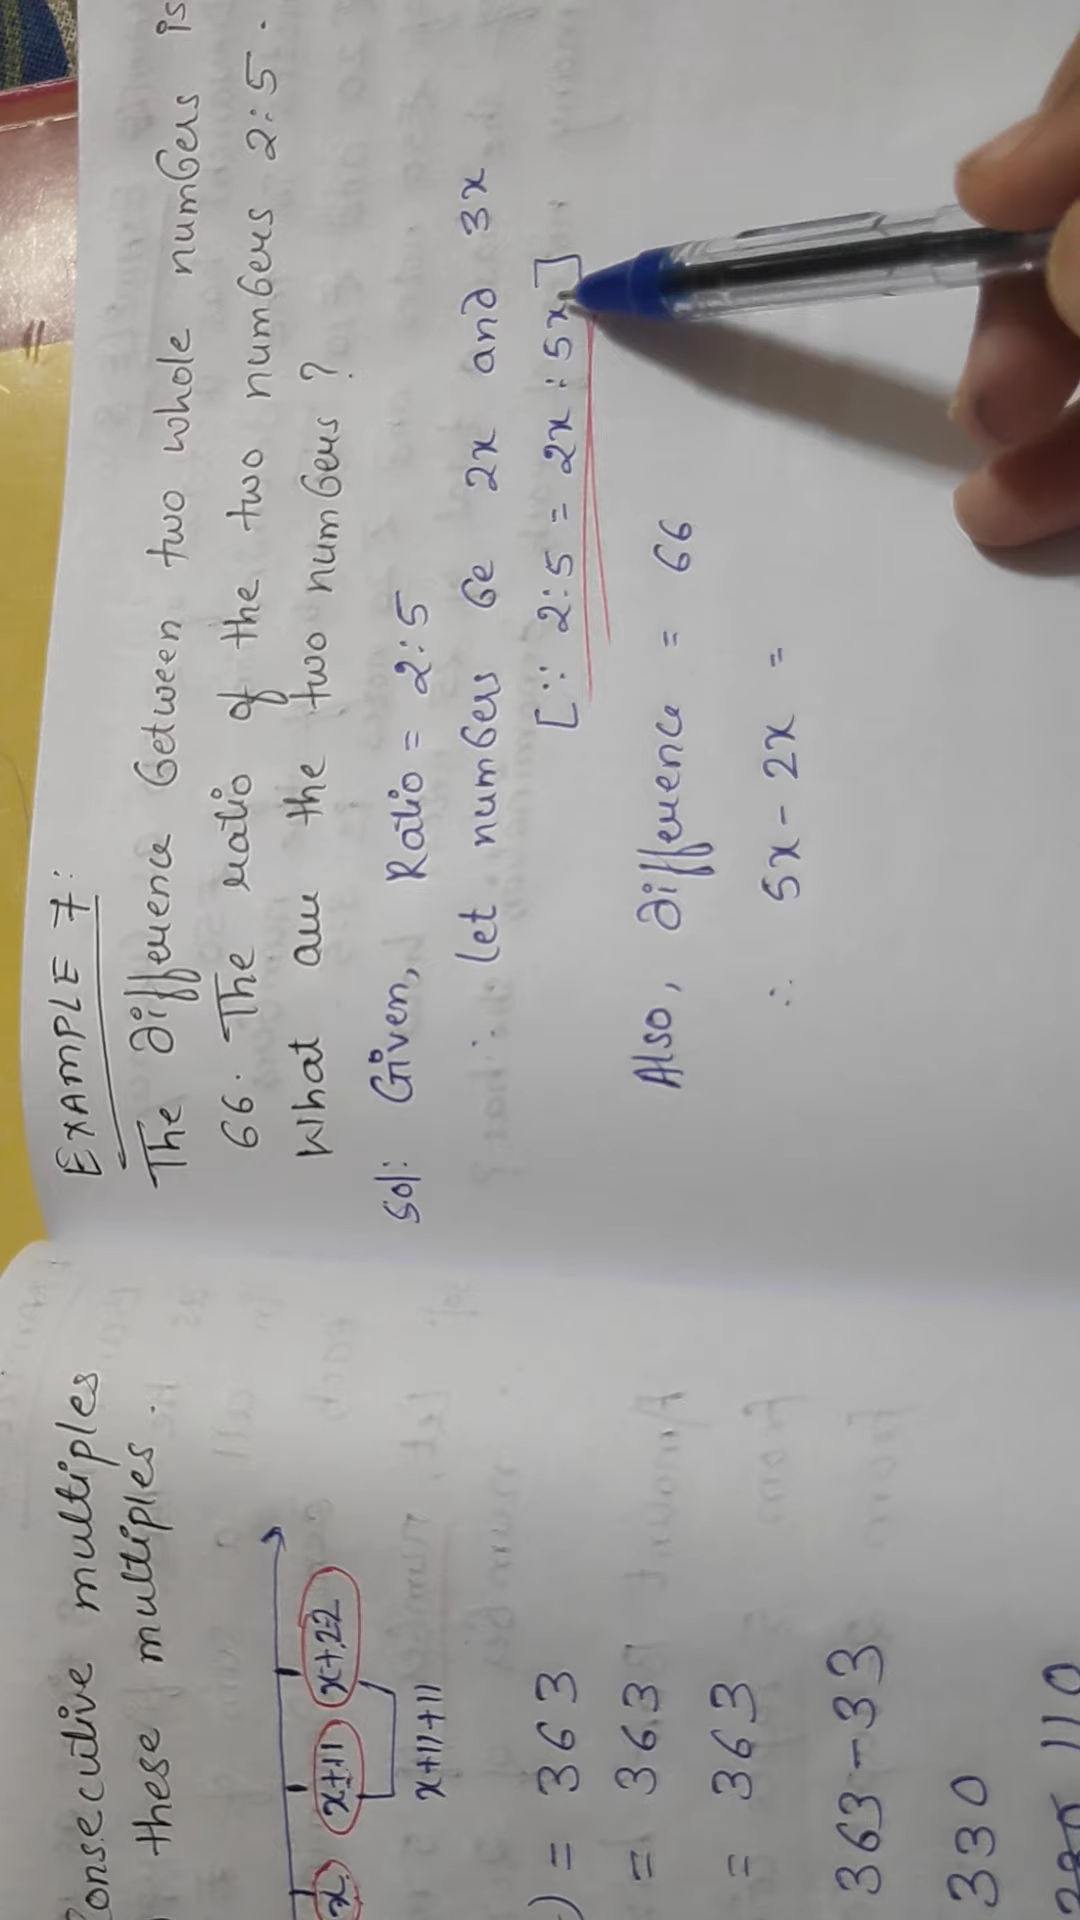 EXAMPLE 7:
The difference between two whole numbers is
66. The ratio of the two numbers 2:5.
What are the two numbers?
Sol: Given, Ratio = 2:5
Let numbers be 2x and 3x
[∵ 2:5 = 2x : 5x]
Also, difference = 66
∴ 5x - 2x =
Consecutive multiples
these multiples.
x x+11 x+22
x+11+11
) = 363
= 363
= 363
363-33
330
110